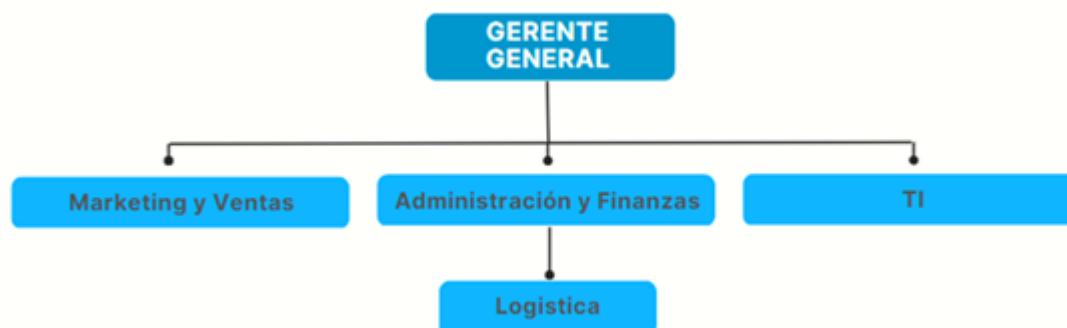 GERENTE
GENERAL
Marketing y Ventas
Administración y Finanzas
TI
Logistica